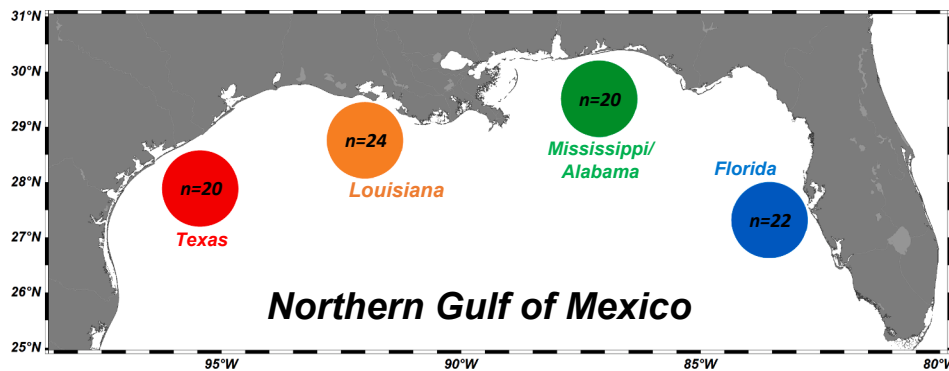 31°N
30°N
29°N
28°N
27°N
26°N
25°N
n=20
n=24
n=20
Mississippi/
Alabama
Florida
Louisiana
n=22
Texas
Northern Gulf of Mexico
95°W
90°W
85°W
80°W